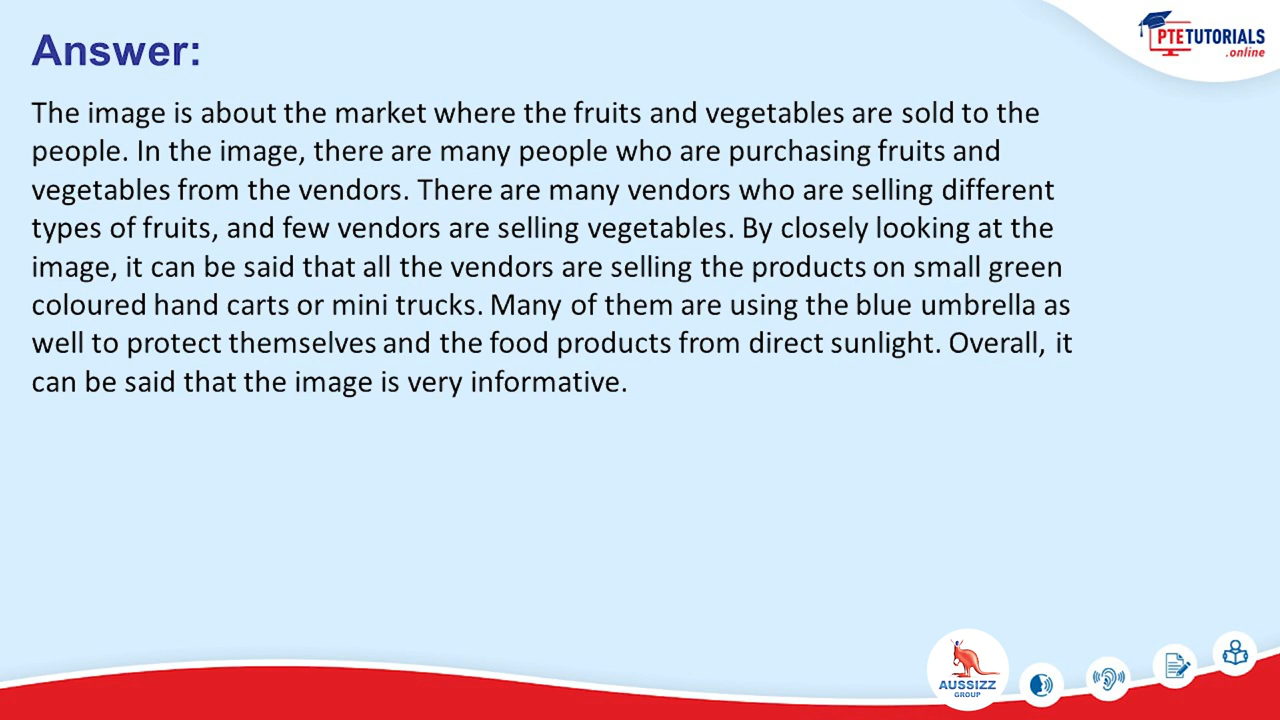 PTETUTORIALS
.online
Answer:
The image is about the market where the fruits and vegetables are sold to the
people. In the image, there are many people who are purchasing fruits and
vegetables from the vendors. There are many vendors who are selling different
types of fruits, and few vendors are selling vegetables. By closely looking at the
image, it can be said that all the vendors are selling the products on small green
coloured hand carts or mini trucks. Many of them are using the blue umbrella as
well to protect themselves and the food products from direct sunlight. Overall, it
can be said that the image is very informative.
AUSSIZZ
GROUP